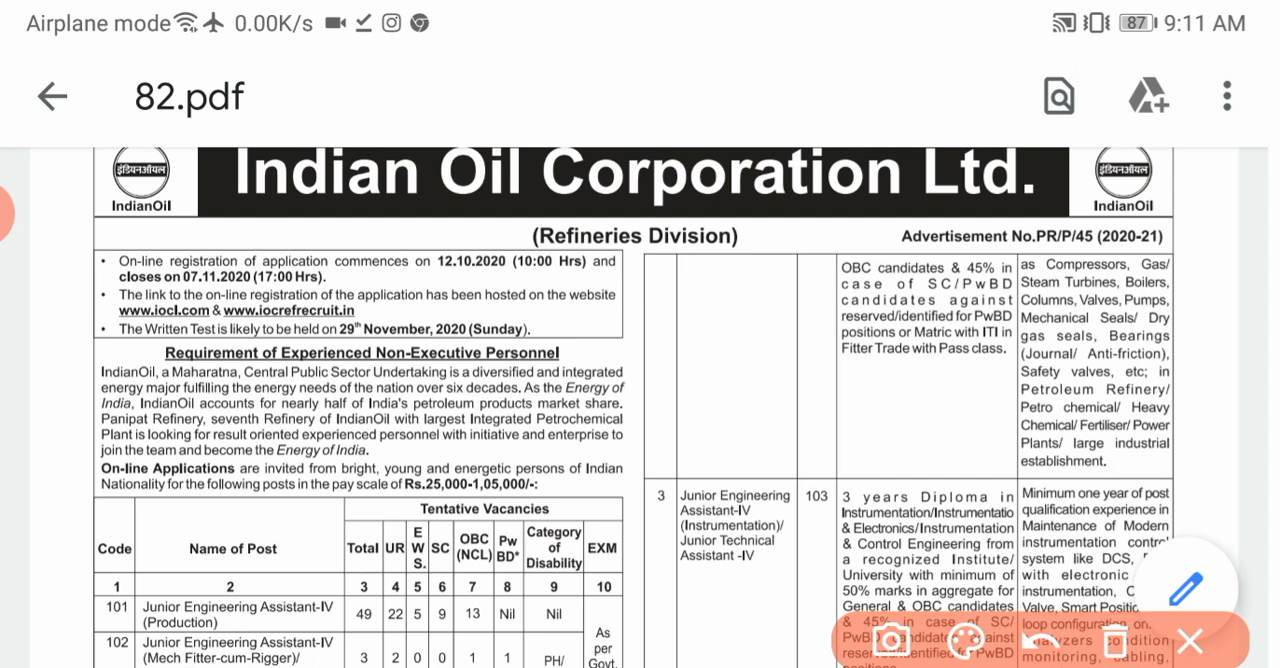 Airplane mode 0.00K/s 87 9:11 AM
82.pdf
इंडियनऑयल
IndianOil
Indian Oil Corporation Ltd.
इंडियनऑयल
IndianOil
(Refineries Division)
Advertisement No.PR/P/45 (2020-21)
• On-line registration of application commences on 12.10.2020 (10:00 Hrs) and
closes on 07.11.2020 (17:00 Hrs).
• The link to the on-line registration of the application has been hosted on the website
www.iocl.com & www.iocrefrecruit.in
• The Written Test is likely to be held on 29th November, 2020 (Sunday).
Requirement of Experienced Non-Executive Personnel
IndianOil, a Maharatna, Central Public Sector Undertaking is a diversified and integrated
energy major fulfilling the energy needs of the nation over six decades. As the Energy of
India, IndianOil accounts for nearly half of India's petroleum products market share.
Panipat Refinery, seventh Refinery of IndianOil with largest Integrated Petrochemical
Plant is looking for result oriented experienced personnel with initiative and enterprise to
join the team and become the Energy of India.
On-line Applications are invited from bright, young and energetic persons of Indian
Nationality for the following posts in the pay scale of Rs.25,000-1,05,000/-:
Tentative Vacancies
Code Name of Post Total UR E W S. SC OBC (NCL) Pw BD* Category of Disability EXM
1 2 3 4 5 6 7 8 9 10
101 Junior Engineering Assistant-IV 49 22 5 9 13 Nil Nil
(Production)
As
per
Govt.
102 Junior Engineering Assistant-IV
(Mech Fitter-cum-Rigger)/ 3 2 0 0 1 1 PH/
OBC candidates & 45% in
case of SC/PwBD
candidates against
reserved/identified for PwBD
positions or Matric with ITI in
Fitter Trade with Pass class.
as Compressors, Gas/
Steam Turbines, Boilers,
Columns, Valves, Pumps,
Mechanical Seals/ Dry
gas seals, Bearings
(Journal/ Anti-friction),
Safety valves, etc; in
Petroleum Refinery/
Petro chemical/ Heavy
Chemical/ Fertiliser/ Power
Plants/ large industrial
establishment.
3 Junior Engineering 103
Assistant-IV
(Instrumentation)/
Junior Technical
Assistant -IV
3 years Diploma in
Instrumentation/Instrumentatio
& Electronics/Instrumentation
& Control Engineering from
a recognized Institute/
University with minimum of
50% marks in aggregate for
General & OBC candidates
& 45% in case of SC/
PwBD candidates against
reserved/identified for PwBD
Minimum one year of post
qualification experience in
Maintenance of Modern
instrumentation control
system like DCS,
with electronic
instrumentation,
Valve, Smart
loop configuration,
condition
monitoring,